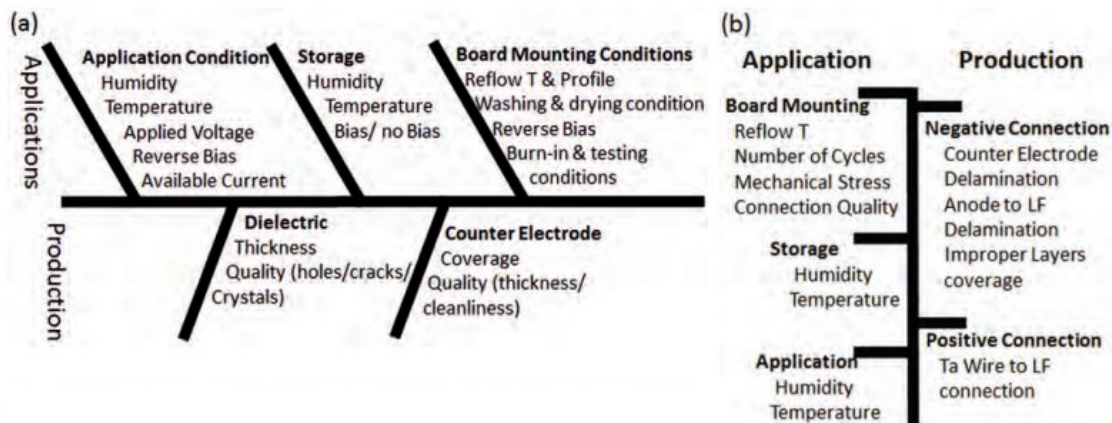 (a)
Applications
Application Condition
Humidity
Temperature
Applied Voltage
Reverse Bias
Available Current
Storage
Humidity
Temperature
Bias/ no Bias
Board Mounting Conditions
Reflow T & Profile
Washing & drying condition
Reverse Bias
Burn-in & testing
conditions
Production
Dielectric
Thickness
Quality (holes/cracks/
Crystals)
Counter Electrode
Coverage
Quality (thickness/
cleanliness)
(b)
Application
Board Mounting
Reflow T
Number of Cycles
Mechanical Stress
Connection Quality
Storage
Humidity
Temperature
Application
Humidity
Temperature
Production
Negative Connection
Counter Electrode
Delamination
Anode to LF
Delamination
Improper Layers
coverage
Positive Connection
Ta Wire to LF
connection